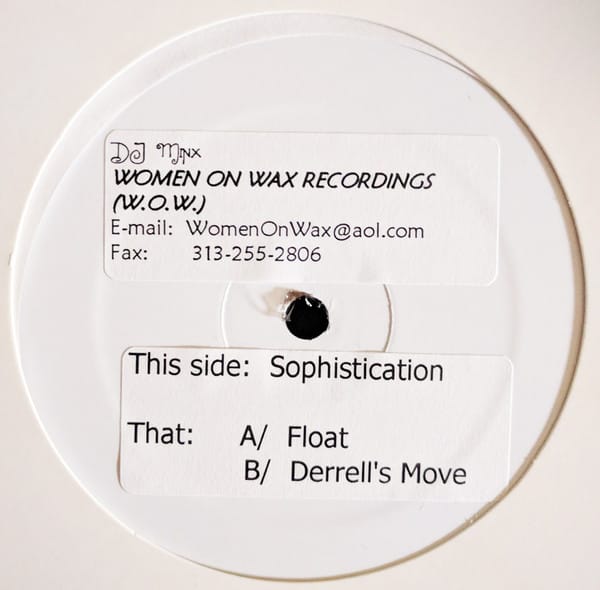 DJ Minx
WOMEN ON WAX RECORDINGS
(W.O.W.)
E-mail: WomenOnWax@aol.com
Fax: 313-255-2806
This side: Sophistication
That: A/ Float
B/ Derrell's Move